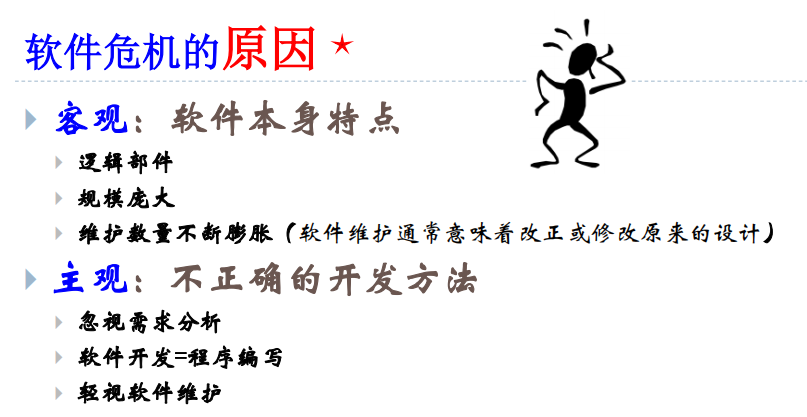 软件危机的原因 ★
客观：软件本身特点
逻辑部件
规模庞大
维护数量不断膨胀（软件维护通常意味着改正或修改原来的设计）
主观：不正确的开发方法
忽视需求分析
软件开发=程序编写
轻视软件维护